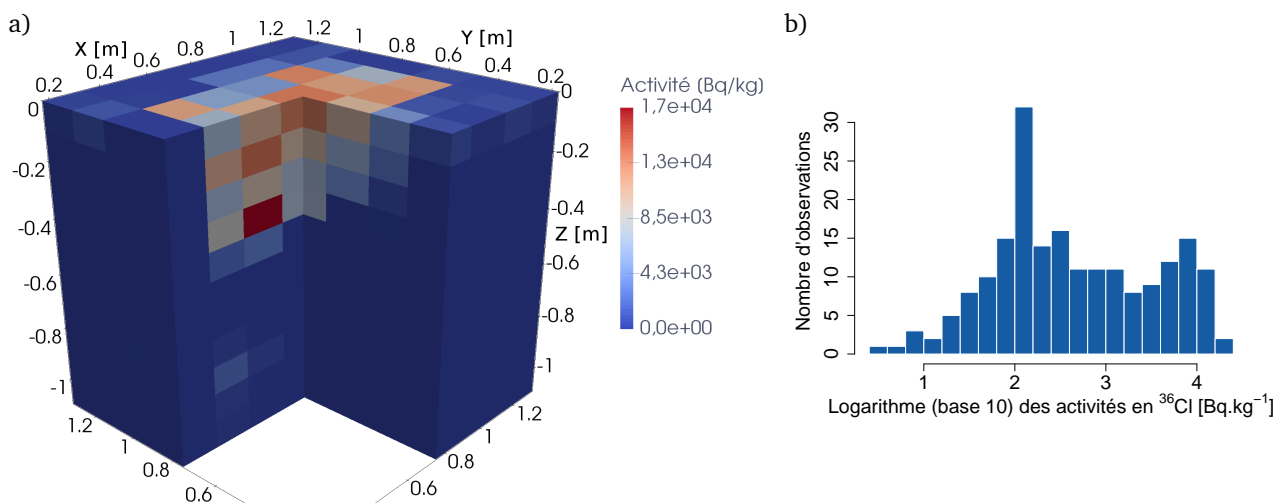 a)
X [m]
0.2 0.4 0.6 0.8 1 1.2
Y [m]
1.2 1 0.8 0.6 0.4 0.2
0
-0.2
-0.4
-0.6
-0.8
-1
0
-0.2
-0.4
Z [m]
-0.6
-0.8
-1
1.2
1
0.8
0.6
1.2
1
0.8
0.6
Activité [Bq/kg]
1,7e+04
1,3e+04
8,5e+03
4,3e+03
0,0e+00
b)
Nombre d'observations
30
25
20
15
10
5
0
1 2 3 4
Logarithme (base 10) des activités en ³⁶Cl [Bq.kg⁻¹]